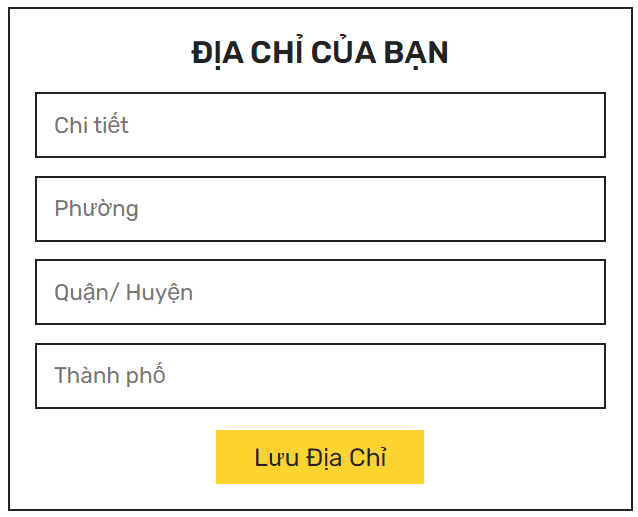 ĐỊA CHỈ CỦA BẠN
Chi tiết
Phường
Quận/ Huyện
Thành phố
Lưu Địa Chỉ